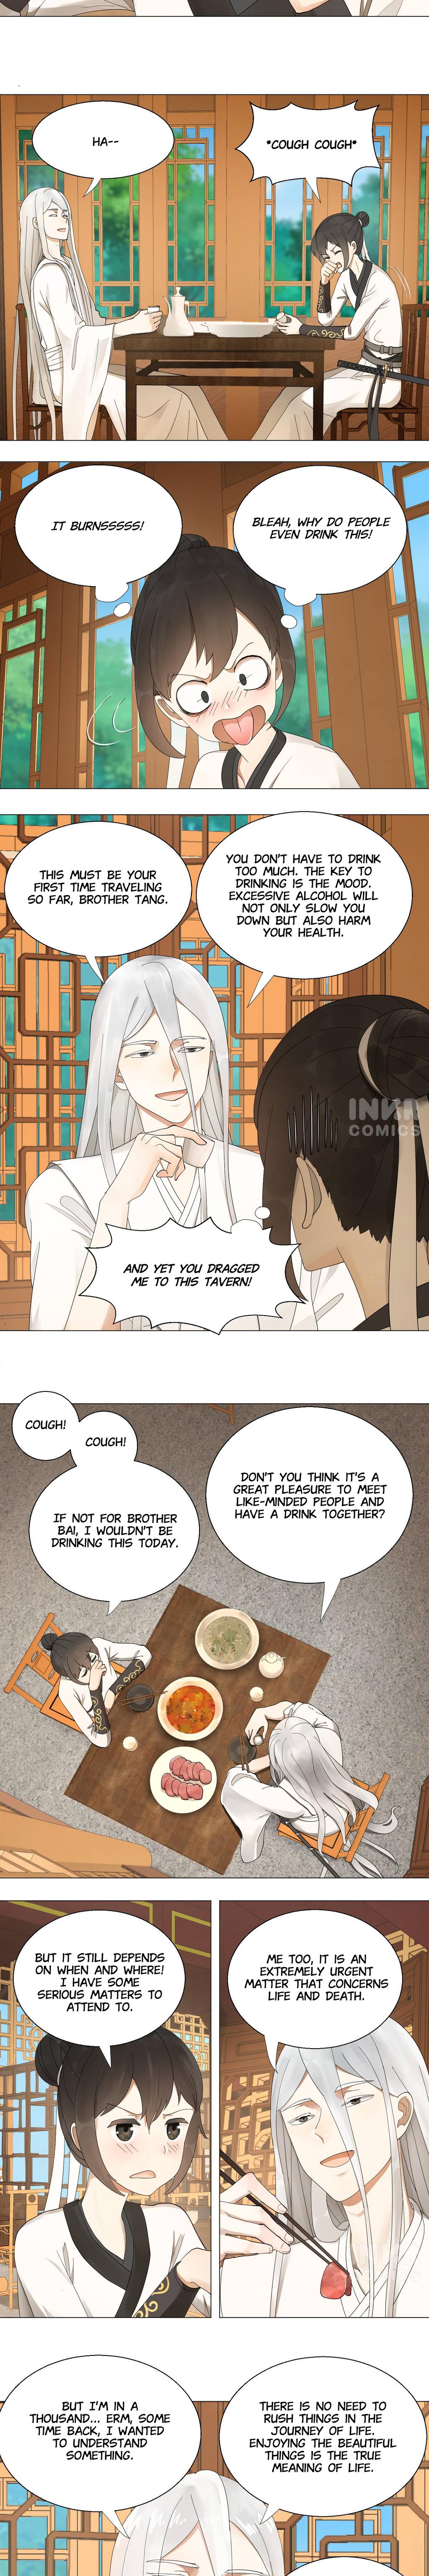 HA--
*COUGH COUGH*
IT BURNSSSSS!
BLEAH, WHY DO PEOPLE
EVEN DRINK THIS!
THIS MUST BE YOUR
FIRST TIME TRAVELING
SO FAR, BROTHER TANG.
YOU DON'T HAVE TO DRINK
TOO MUCH. THE KEY TO
DRINKING IS THE MOOD.
EXCESSIVE ALCOHOL WILL
NOT ONLY SLOW YOU
DOWN BUT ALSO HARM
YOUR HEALTH.
INKR
COMICS
AND YET YOU DRAGGED
ME TO THIS TAVERN!
COUGH!
COUGH!
IF NOT FOR BROTHER
BAI, I WOULDN'T BE
DRINKING THIS TODAY.
DON'T YOU THINK IT'S A
GREAT PLEASURE TO MEET
LIKE-MINDED PEOPLE AND
HAVE A DRINK TOGETHER?
BUT IT STILL DEPENDS
ON WHEN AND WHERE!
I HAVE SOME
SERIOUS MATTERS TO
ATTEND TO.
ME TOO, IT IS AN
EXTREMELY URGENT
MATTER THAT CONCERNS
LIFE AND DEATH.
BUT I'M IN A
THOUSAND... ERM, SOME
TIME BACK, I WANTED
TO UNDERSTAND
SOMETHING.
THERE IS NO NEED TO
RUSH THINGS IN THE
JOURNEY OF LIFE.
ENJOYING THE BEAUTIFUL
THINGS IS THE TRUE
MEANING OF LIFE.